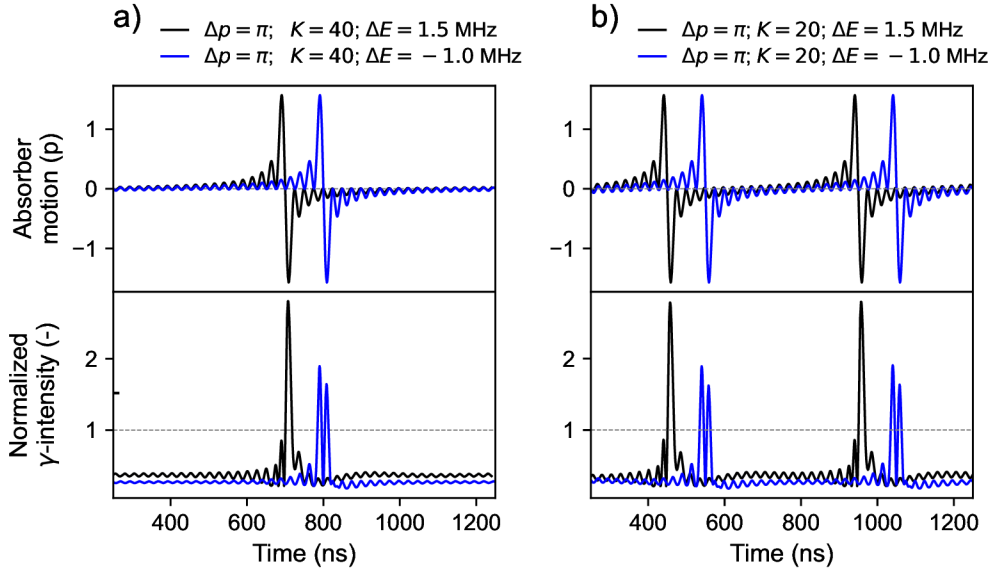 a)
Δp = π; K = 40; ΔE = 1.5 MHz
Δp = π; K = 40; ΔE = − 1.0 MHz
b)
Δp = π; K = 20; ΔE = 1.5 MHz
Δp = π; K = 20; ΔE = − 1.0 MHz
Absorber
motion (p)
1
0
−1
1
0
−1
Normalized
γ-intensity (-)
2
1
2
1
400 600 800 1000 1200
400 600 800 1000 1200
Time (ns)
Time (ns)